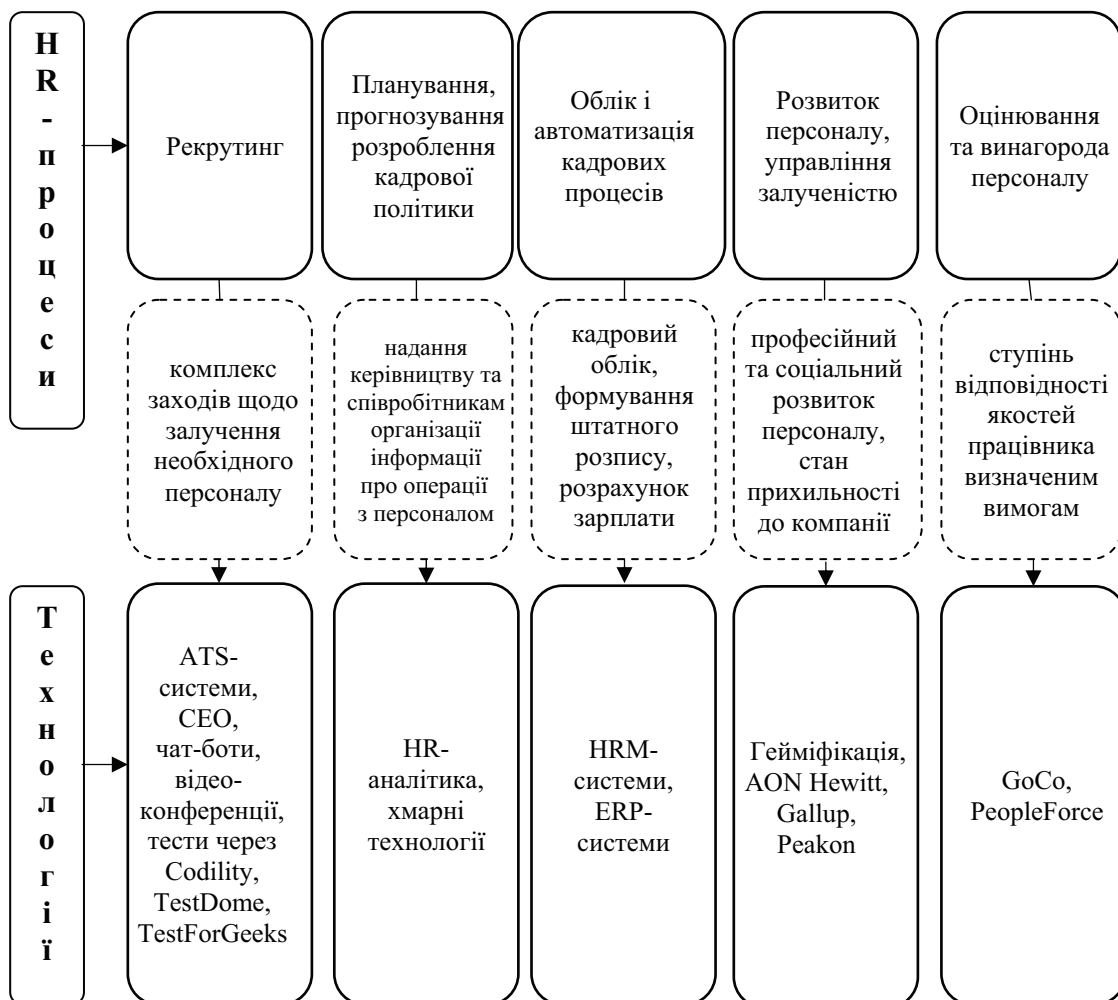 HR-процеси
Рекрутинг
Планування,
прогнозування
розроблення
кадрової
політики
Облік і
автоматизація
кадрових
процесів
Розвиток
персоналу,
управління
залученістю
Оцінювання
та винагорода
персоналу
комплекс
заходів щодо
залучення
необхідного
персоналу
надання
керівництву та
співробітникам
організації
інформації
про операції
з персоналом
кадровий
облік,
формування
штатного
розпису,
розрахунок
зарплати
професійний
та соціальний
розвиток
персоналу,
стан
прихильності
до компанії
ступінь
відповідності
якостей
працівника
визначеним
вимогам
Технології
ATS-
системи,
СЕО,
чат-боти,
відео-
конференції,
тести через
Codility,
TestDome,
TestForGeeks
HR-
аналітика,
хмарні
технології
HRM-
системи,
ERP-
системи
Гейміфікація,
AON Hewitt,
Gallup,
Peakon
GoCo,
PeopleForce